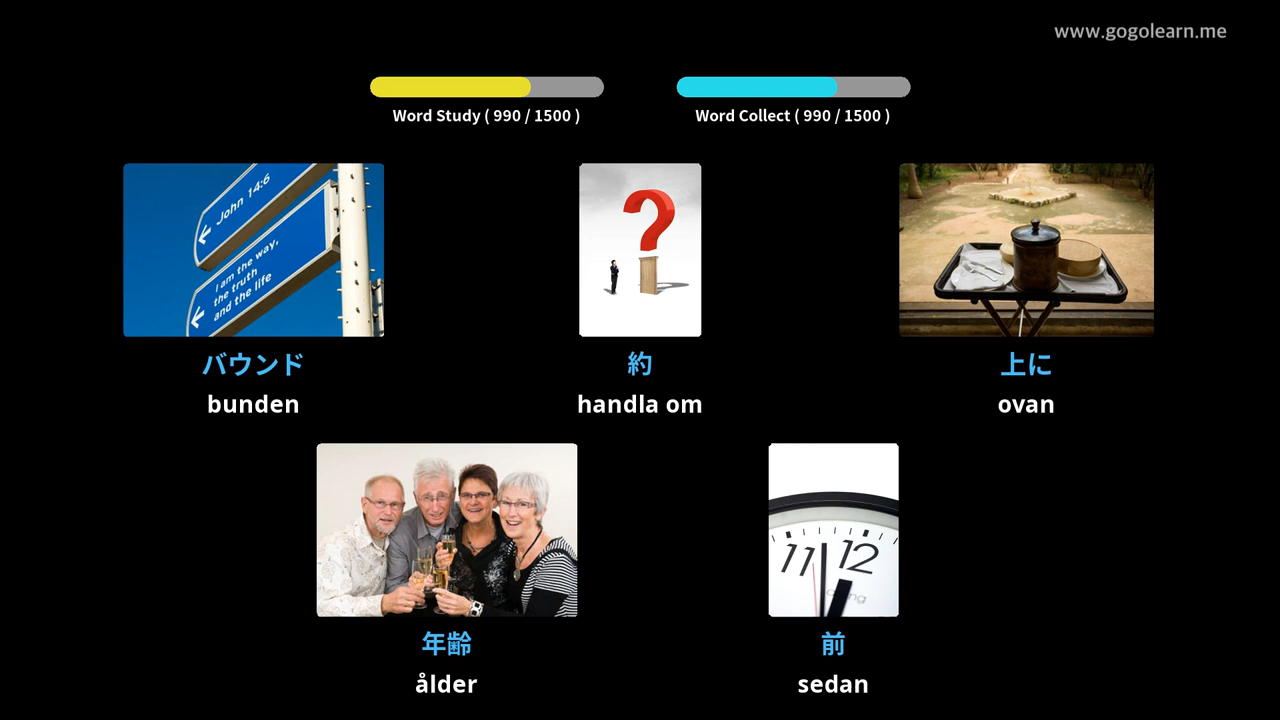 www.gogolearn.me
Word Study ( 990 / 1500 )
Word Collect ( 990 / 1500 )
John 14:6
I am the way,
the truth
and the life
バウンド
約
上に
bunden
handla om
ovan
11
12
年齢
前
ålder
sedan